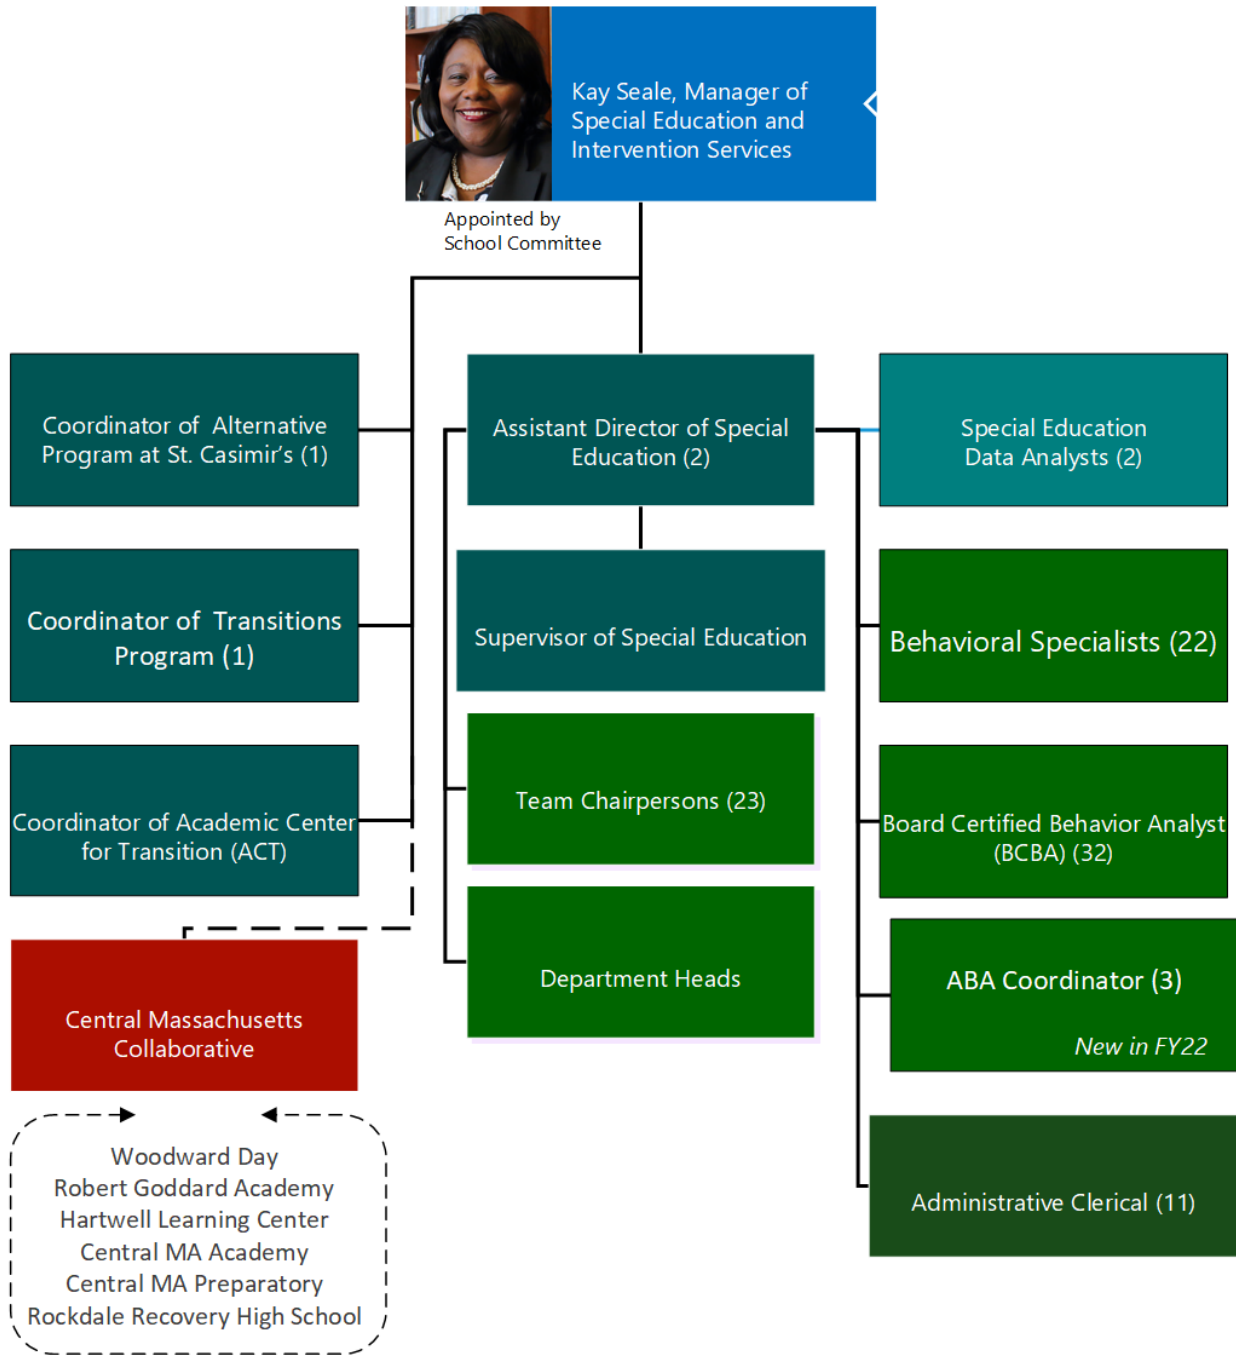 Kay Seale, Manager of
Special Education and
Intervention Services
Appointed by
School Committee
Coordinator of Alternative
Program at St. Casimir's (1)
Assistant Director of Special
Education (2)
Special Education
Data Analysts (2)
Coordinator of Transitions
Program (1)
Supervisor of Special Education
Behavioral Specialists (22)
Coordinator of Academic Center
for Transition (ACT)
Team Chairpersons (23)
Board Certified Behavior Analyst
(BCBA) (32)
Central Massachusetts
Collaborative
Department Heads
ABA Coordinator (3)
New in FY22
Woodward Day
Robert Goddard Academy
Hartwell Learning Center
Central MA Academy
Central MA Preparatory
Rockdale Recovery High School
Administrative Clerical (11)